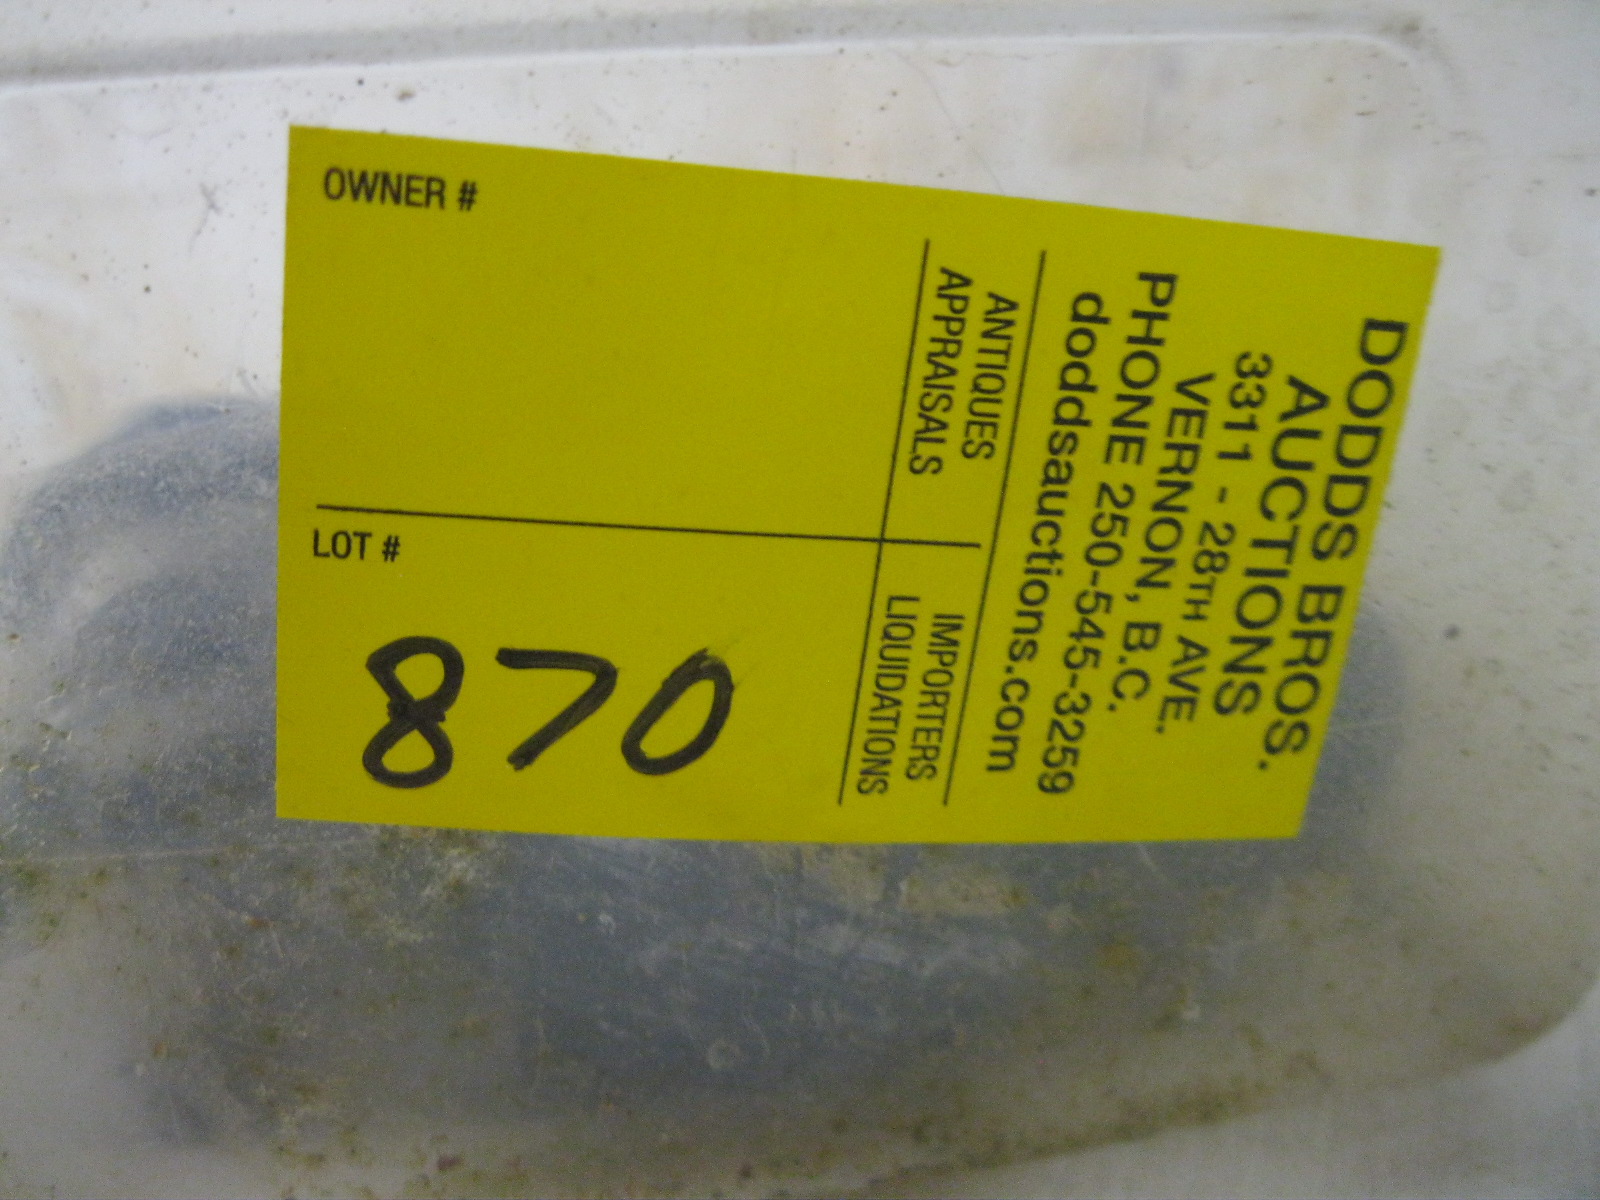 DODDS BROS.
AUCTIONS
3311 - 28TH AVE.
VERNON, B.C.
PHONE 250-545-3259
doddsauctions.com
ANTIQUES
APPRAISALS
IMPORTERS
LIQUIDATIONS
OWNER #
LOT #
870